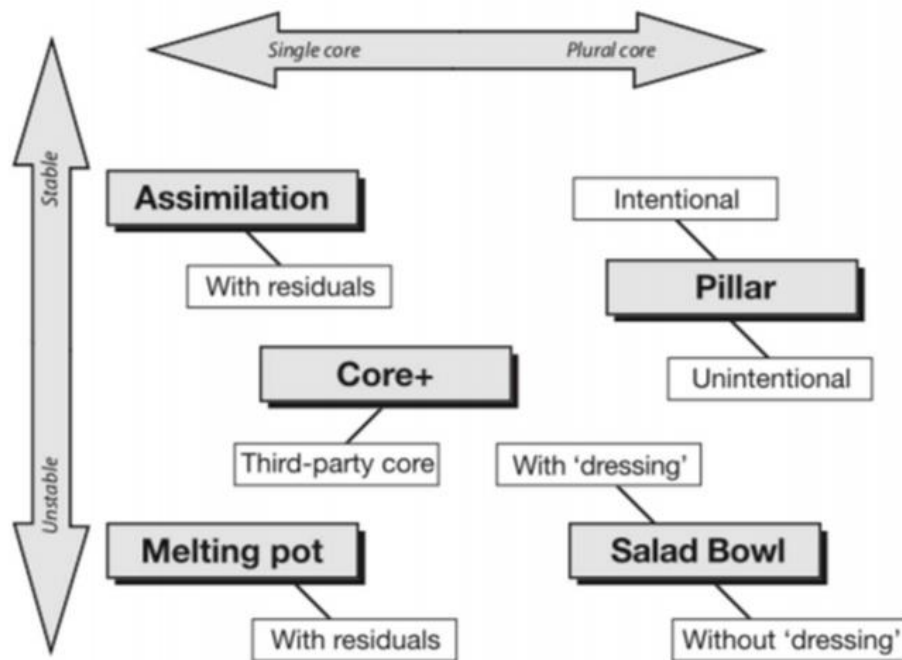 Single core
Plural core
Stable
Unstable
Assimilation
With residuals
Intentional
Pillar
Unintentional
Core+
Third-party core
With ‘dressing’
Melting pot
With residuals
Salad Bowl
Without ‘dressing’